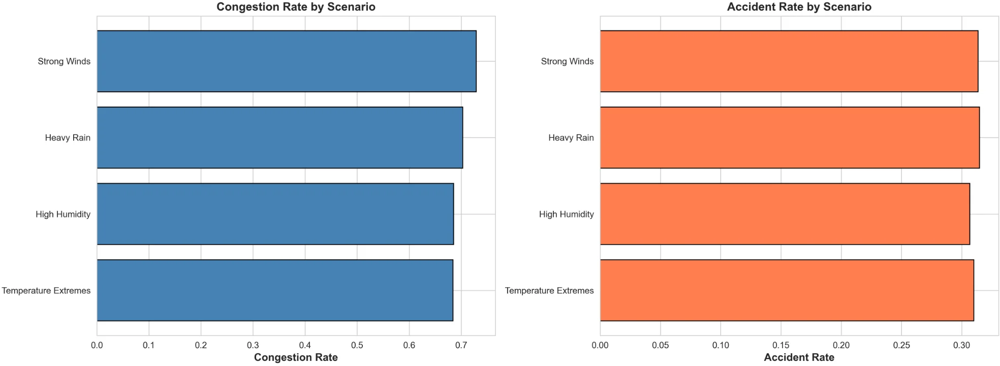 Congestion Rate by Scenario
Strong Winds
Heavy Rain
High Humidity
Temperature Extremes
0.0 0.1 0.2 0.3 0.4 0.5 0.6 0.7
Congestion Rate
Accident Rate by Scenario
Strong Winds
Heavy Rain
High Humidity
Temperature Extremes
0.00 0.05 0.10 0.15 0.20 0.25 0.30
Accident Rate